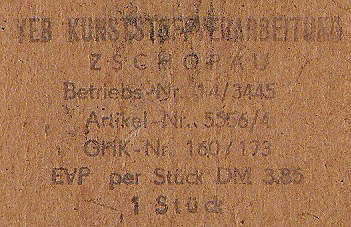 VEB KUNSTSTOFFVERARBEITUNG
ZSCHOPAU
Betriebs-Nr. 14/3445
Artikel-Nr. 5556/4
GHK-Nr. 160/173
EVP per Stück DM 3.85
1 Stück